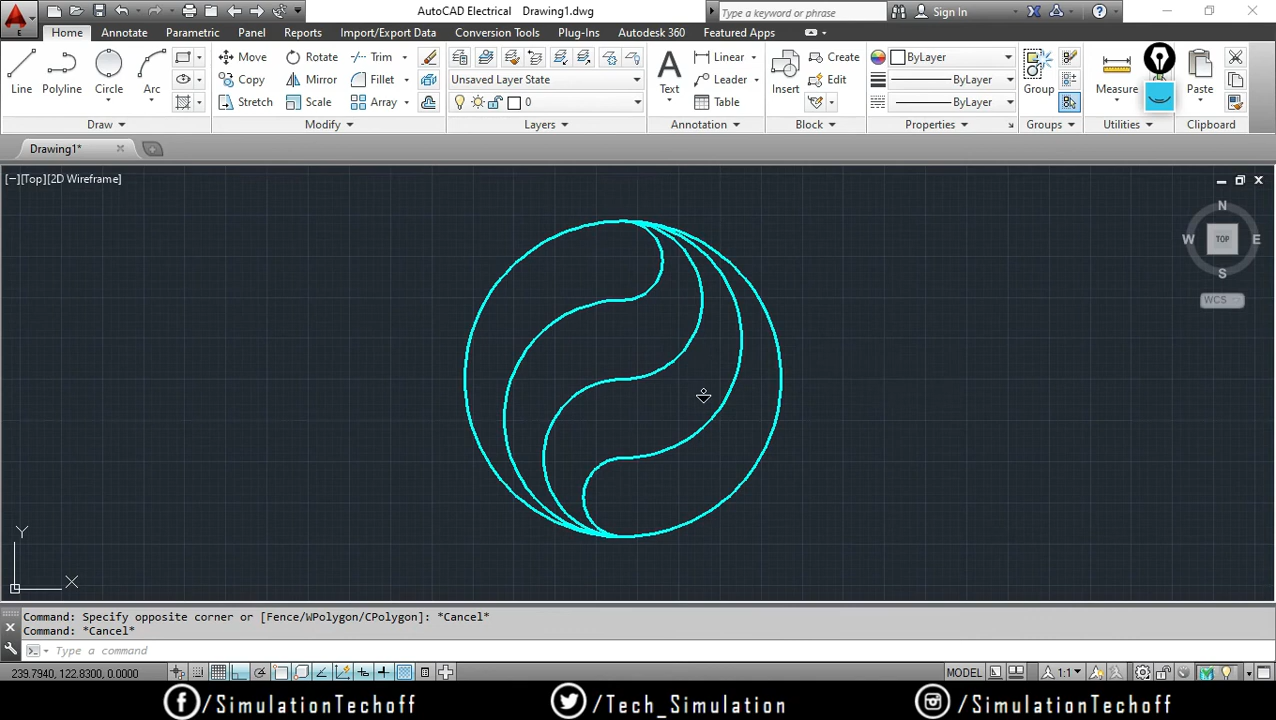 AutoCAD Electrical Drawing1.dwg
Type a keyword or phrase
Sign In
E
Home Annotate Parametric Panel Reports Import/Export Data Conversion Tools Plug-Ins Autodesk 360 Featured Apps
Line Polyline Circle Arc
Move Rotate Trim
Copy Mirror Fillet
Stretch Scale Array
Unsaved Layer State
0
Text
Linear
Leader
Table
Insert
Create
Edit
ByLayer
ByLayer
ByLayer
Group
Measure
Paste
Draw Modify Layers Annotation Block Properties Groups Utilities Clipboard
Drawing1*
[−][Top][2D Wireframe]
N
W TOP E
S
WCS
Y
X
Command: Specify opposite corner or [Fence/WPolygon/CPolygon]: *Cancel*
Command: *Cancel*
Type a command
239.7940, 122.8300, 0.0000
MODEL
1:1
/SimulationTechoff
/Tech_Simulation
/SimulationTechoff